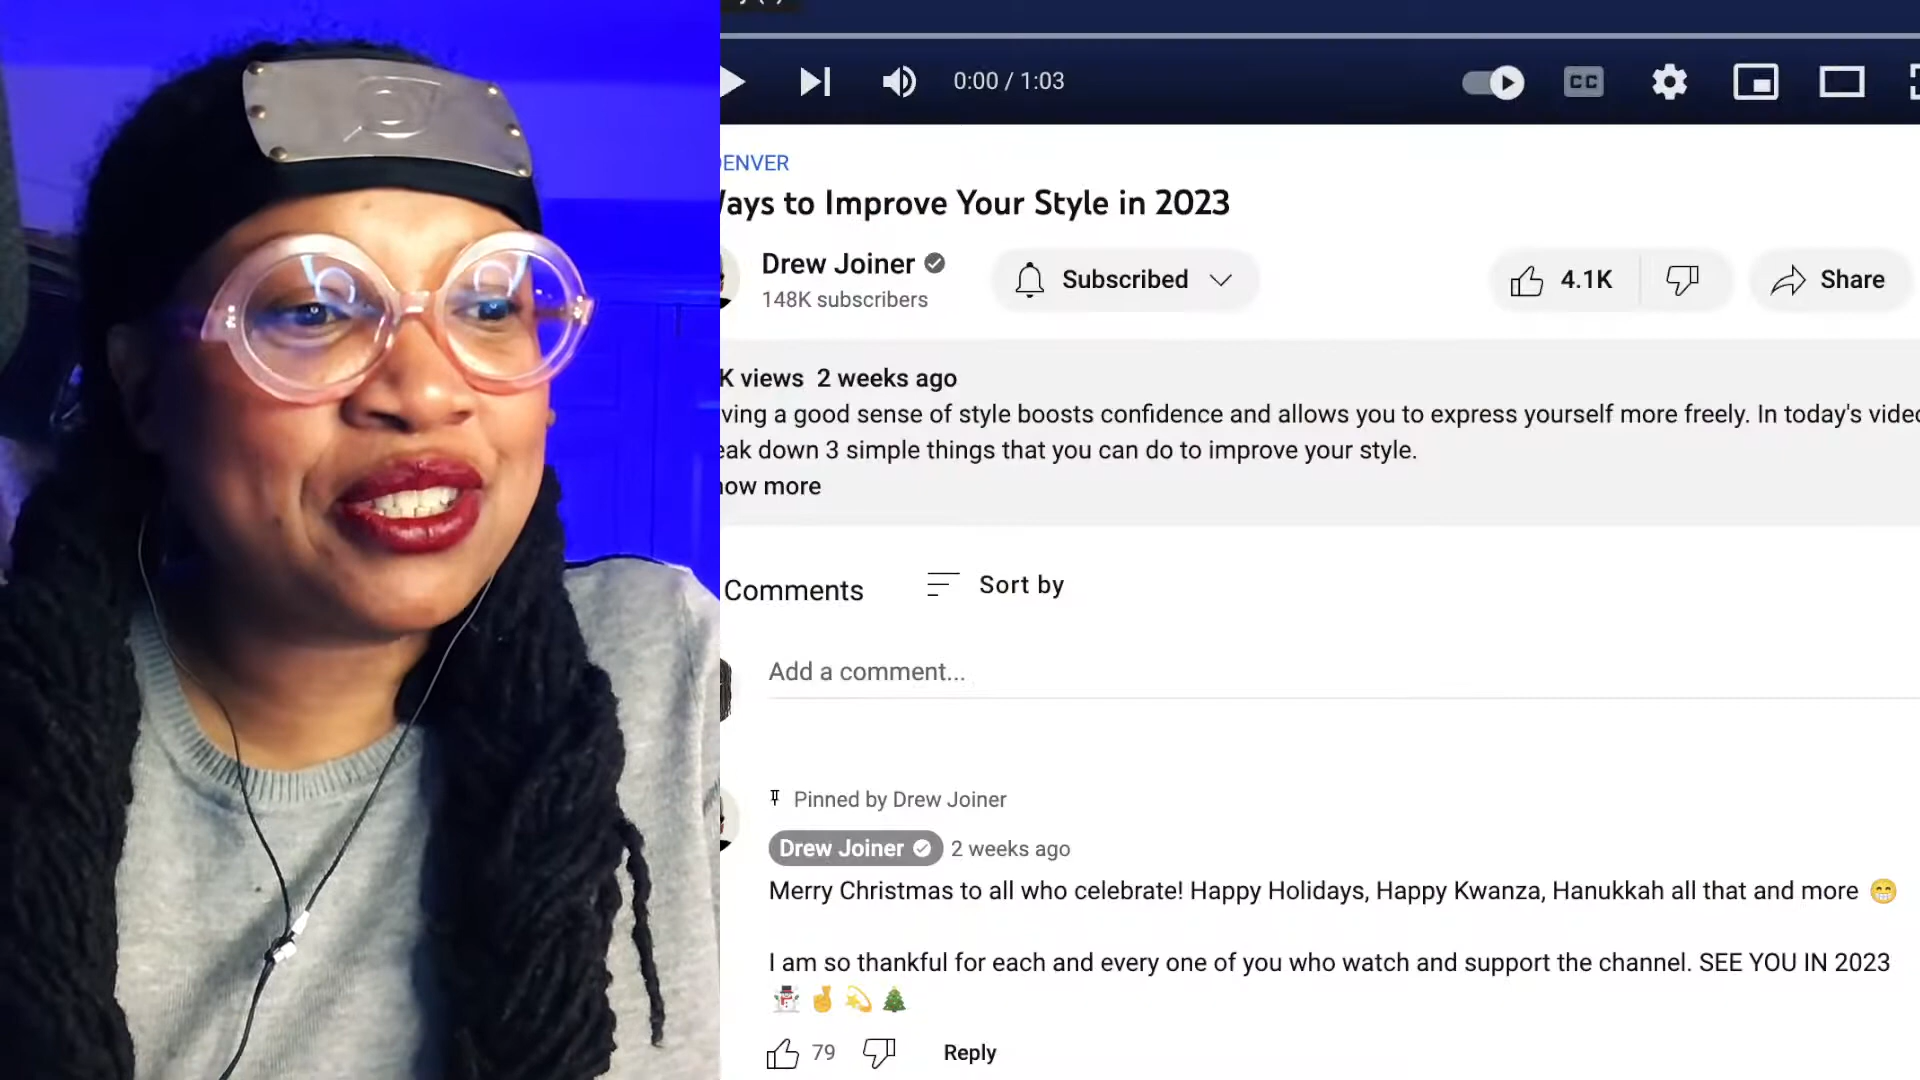 0:00 / 1:03
CC
ENVER
ays to Improve Your Style in 2023
Drew Joiner
148K subscribers
Subscribed
4.1K
Share
K views 2 weeks ago
ving a good sense of style boosts confidence and allows you to express yourself more freely. In today's video
eak down 3 simple things that you can do to improve your style.
ow more
Comments
Sort by
Add a comment...
Pinned by Drew Joiner
Drew Joiner 2 weeks ago
Merry Christmas to all who celebrate! Happy Holidays, Happy Kwanza, Hanukkah all that and more 😁
I am so thankful for each and every one of you who watch and support the channel. SEE YOU IN 2023
☃️🤞💫🎄
79
Reply